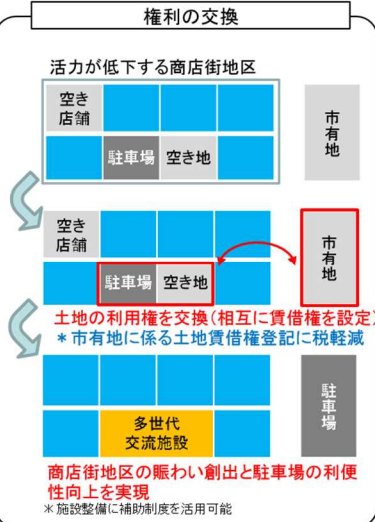 権利の交換
活力が低下する商店街地区
空き
店舗
駐車場
空き地
市有地
空き
店舗
駐車場
空き地
市有地
土地の利用権を交換(相互に賃借権を設定)
*市有地に係る土地賃借権登記に税軽減
多世代
交流施設
駐車場
商店街地区の賑わい創出と駐車場の利便
性向上を実現
*施設整備に補助制度を活用可能